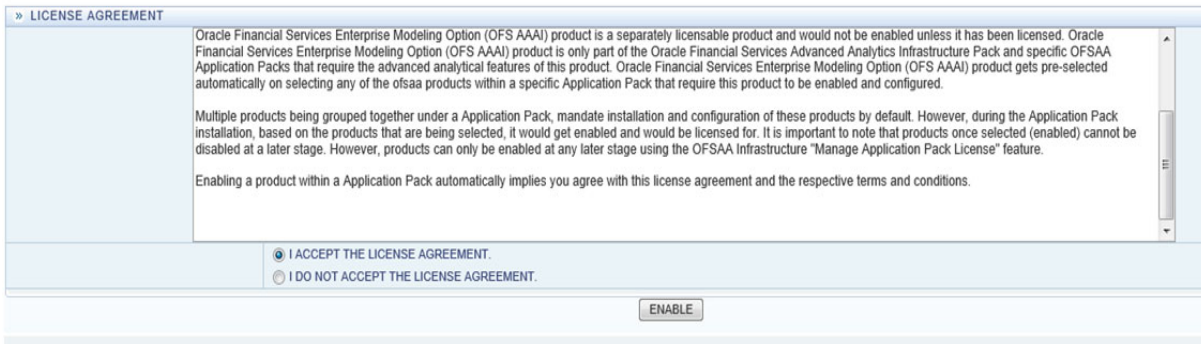 » LICENSE AGREEMENT
Oracle Financial Services Enterprise Modeling Option (OFS AAAI) product is a separately licensable product and would not be enabled unless it has been licensed. Oracle
Financial Services Enterprise Modeling Option (OFS AAAI) product is only part of the Oracle Financial Services Advanced Analytics Infrastructure Pack and specific OFSAA
Application Packs that require the advanced analytical features of this product. Oracle Financial Services Enterprise Modeling Option (OFS AAAI) product gets pre-selected
automatically on selecting any of the ofsaa products within a specific Application Pack that require this product to be enabled and configured.
Multiple products being grouped together under a Application Pack, mandate installation and configuration of these products by default. However, during the Application Pack
installation, based on the products that are being selected, it would get enabled and would be licensed for. It is important to note that products once selected (enabled) cannot be
disabled at a later stage. However, products can only be enabled at any later stage using the OFSAA Infrastructure "Manage Application Pack License" feature.
Enabling a product within a Application Pack automatically implies you agree with this license agreement and the respective terms and conditions.
I ACCEPT THE LICENSE AGREEMENT.
I DO NOT ACCEPT THE LICENSE AGREEMENT.
ENABLE